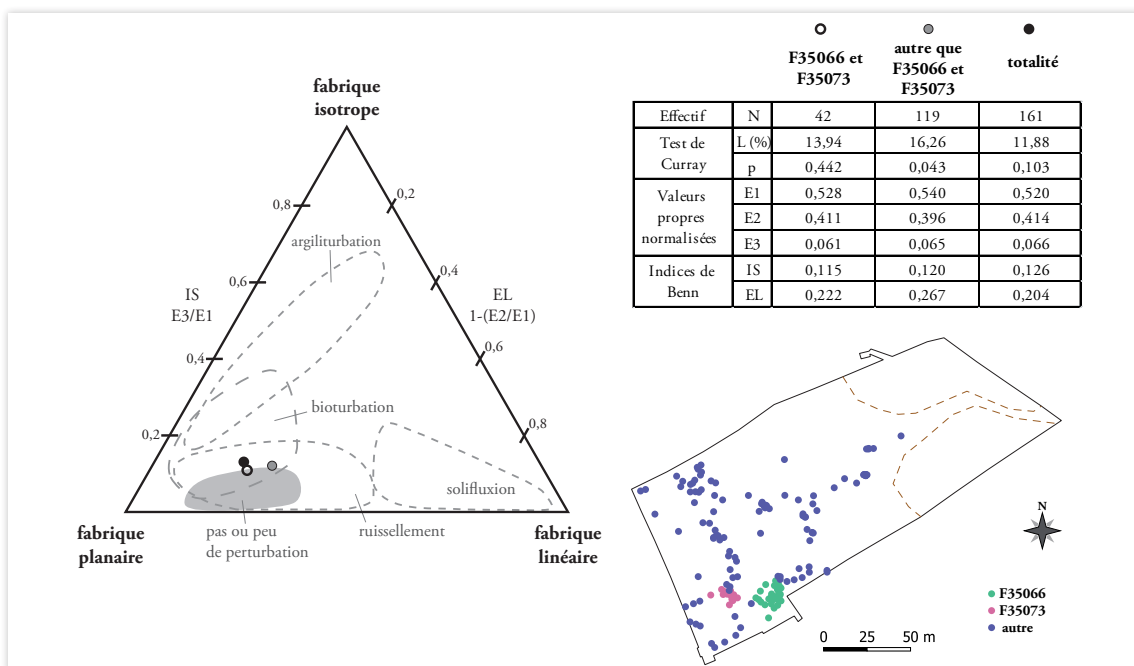 fabrique
isotrope
0,8
0,2
argiliturbation
0,6
0,4
IS
E3/E1
EL
1-(E2/E1)
0,4
0,6
bioturbation
0,2
0,8
solifluxion
fabrique
planaire
pas ou peu
de perturbation
ruissellement
fabrique
linéaire
F35066 et
F35073
autre que
F35066 et
F35073
totalité
Effectif N 42 119 161
Test de
Curray
L (%) 13,94 16,26 11,88
p 0,442 0,043 0,103
Valeurs
propres
normalisées
E1 0,528 0,540 0,520
E2 0,411 0,396 0,414
E3 0,061 0,065 0,066
Indices de
Benn
IS 0,115 0,120 0,126
EL 0,222 0,267 0,204
N
F35066
F35073
autre
0 25 50 m